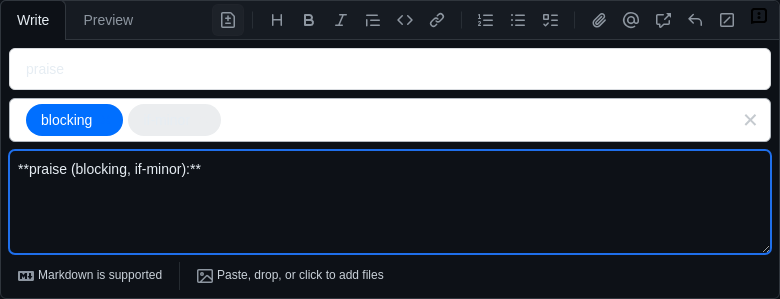 Write Preview
praise
blocking
**praise (blocking, if-minor):**
Markdown is supported Paste, drop, or click to add files